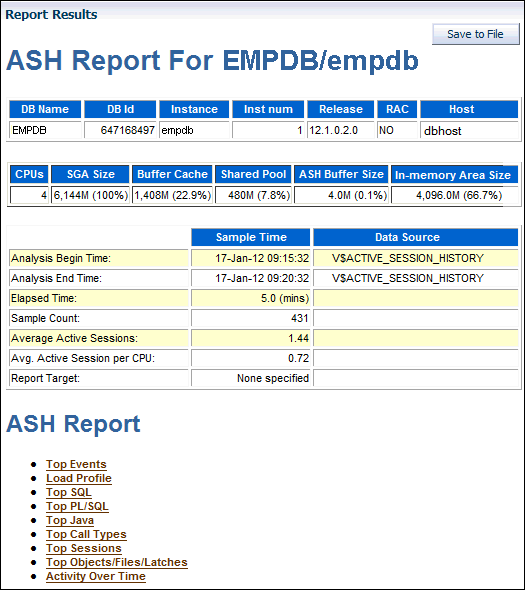 Report Results
Save to File
ASH Report For EMPDB/empdb
DB Name DB Id Instance Inst num Release RAC Host
EMPDB 647168497 empdb 1 12.1.0.2.0 NO dbhost
CPUs SGA Size Buffer Cache Shared Pool ASH Buffer Size In-memory Area Size
4 6,144M (100%) 1,408M (22.9%) 480M (7.8%) 4.0M (0.1%) 4,096.0M (66.7%)
Sample Time Data Source
Analysis Begin Time: 17-Jan-12 09:15:32 V$ACTIVE_SESSION_HISTORY
Analysis End Time: 17-Jan-12 09:20:32 V$ACTIVE_SESSION_HISTORY
Elapsed Time: 5.0 (mins)
Sample Count: 431
Average Active Sessions: 1.44
Avg. Active Session per CPU: 0.72
Report Target: None specified
ASH Report
Top Events
Load Profile
Top SQL
Top PL/SQL
Top Java
Top Call Types
Top Sessions
Top Objects/Files/Latches
Activity Over Time